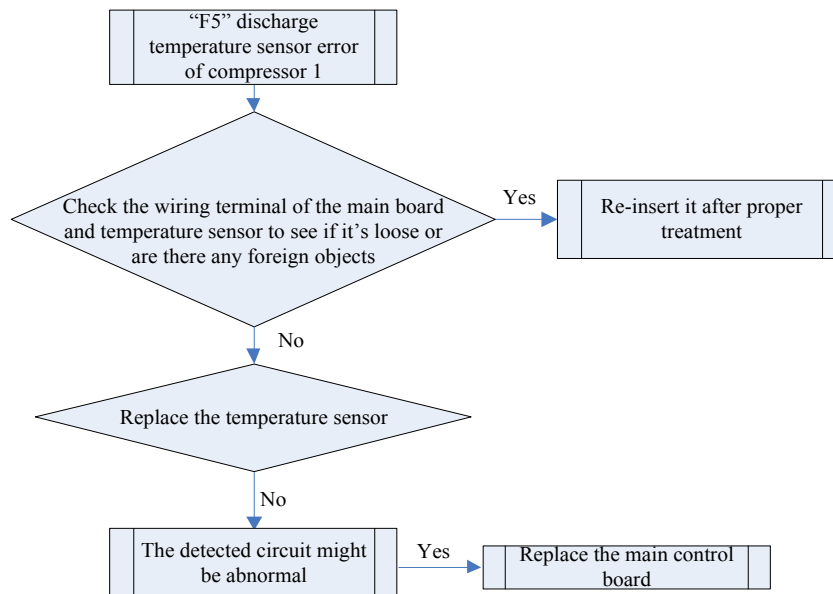 “F5” discharge
temperature sensor error
of compressor 1
Check the wiring terminal of the main board
and temperature sensor to see if it’s loose or
are there any foreign objects
Yes
Re-insert it after proper
treatment
No
Replace the temperature sensor
No
The detected circuit might
be abnormal
Yes
Replace the main control
board